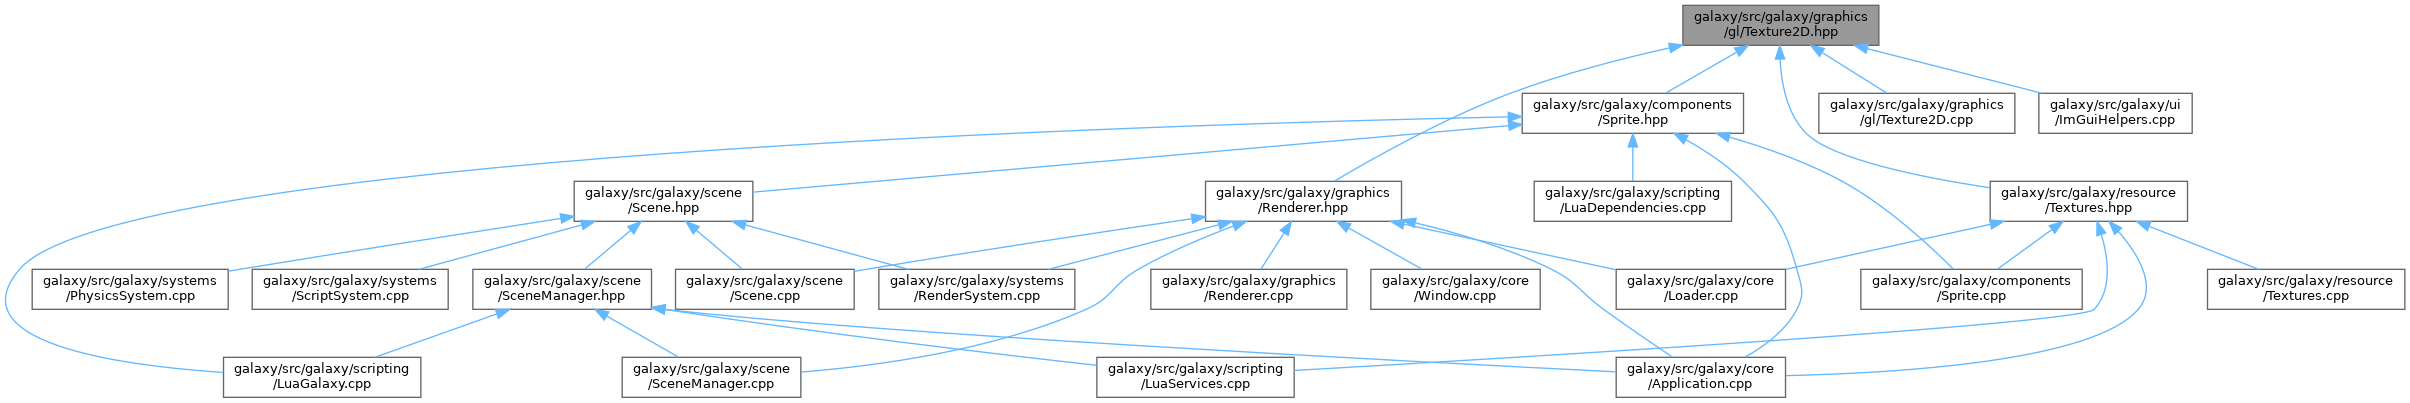 galaxy/src/galaxy/graphics
/gl/Texture2D.hpp
galaxy/src/galaxy/components
/Sprite.hpp
galaxy/src/galaxy/graphics
/gl/Texture2D.cpp
galaxy/src/galaxy/ui
/ImGuiHelpers.cpp
galaxy/src/galaxy/scene
/Scene.hpp
galaxy/src/galaxy/graphics
/Renderer.hpp
galaxy/src/galaxy/scripting
/LuaDependencies.cpp
galaxy/src/galaxy/resource
/Textures.hpp
galaxy/src/galaxy/systems
/PhysicsSystem.cpp
galaxy/src/galaxy/systems
/ScriptSystem.cpp
galaxy/src/galaxy/scene
/SceneManager.hpp
galaxy/src/galaxy/scene
/Scene.cpp
galaxy/src/galaxy/systems
/RenderSystem.cpp
galaxy/src/galaxy/graphics
/Renderer.cpp
galaxy/src/galaxy/core
/Window.cpp
galaxy/src/galaxy/core
/Loader.cpp
galaxy/src/galaxy/components
/Sprite.cpp
galaxy/src/galaxy/resource
/Textures.cpp
galaxy/src/galaxy/scripting
/LuaGalaxy.cpp
galaxy/src/galaxy/scene
/SceneManager.cpp
galaxy/src/galaxy/scripting
/LuaServices.cpp
galaxy/src/galaxy/core
/Application.cpp